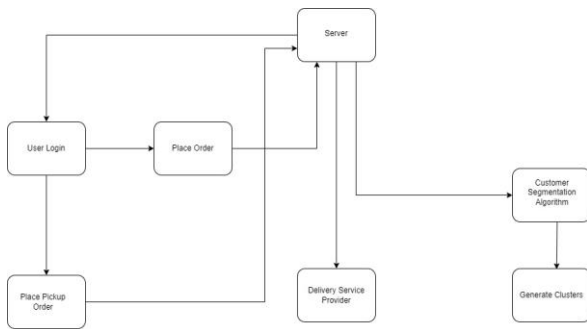 Server
User Login
Place Order
Customer
Segmentation
Algorithm
Place Pickup
Order
Delivery Service
Provider
Generate Clusters